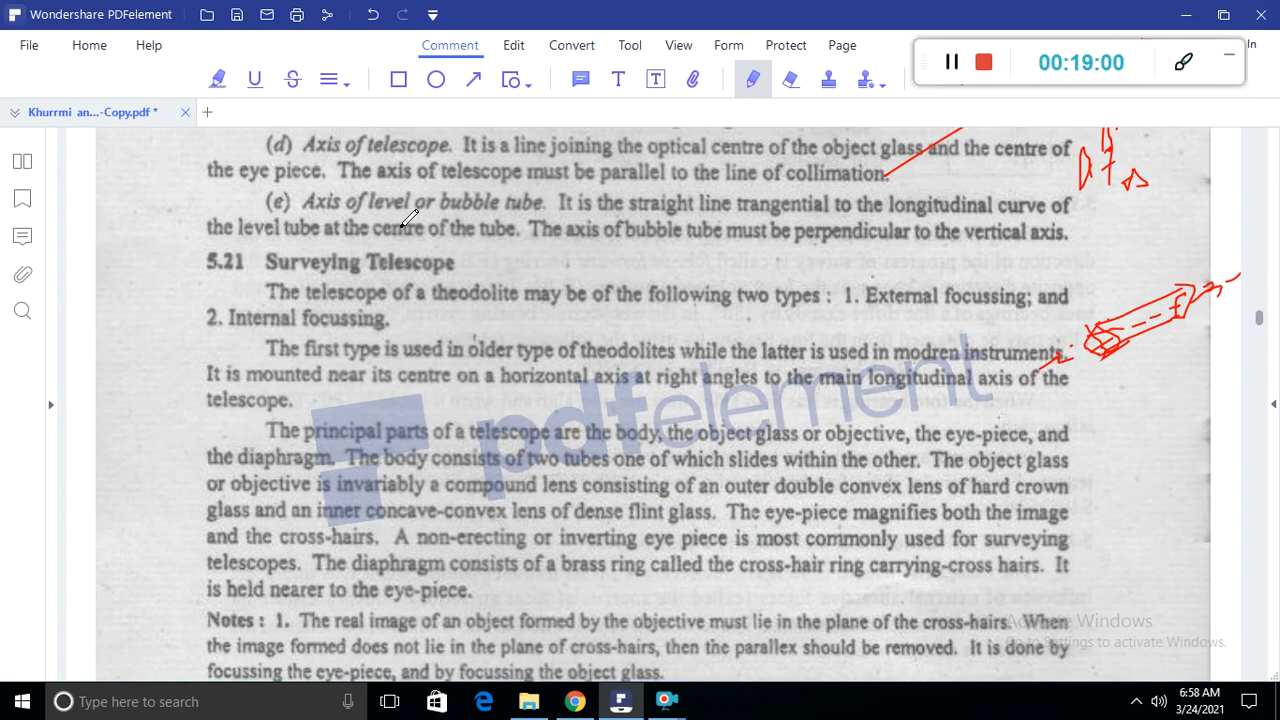 Wondershare PDFelement
File Home Help Comment Edit Convert Tool View Form Protect Page
00:19:00
In
Khurrmi an...-Copy.pdf *
(d) Axis of telescope. It is a line joining the optical centre of the object glass and the centre of
the eye piece. The axis of telescope must be parallel to the line of collimation.
(e) Axis of level or bubble tube. It is the straight line trangential to the longitudinal curve of
the level tube at the centre of the tube. The axis of bubble tube must be perpendicular to the vertical axis.
5.21 Surveying Telescope
The telescope of a theodolite may be of the following two types : 1. External focussing; and
2. Internal focussing.
The first type is used in older type of theodolites while the latter is used in modren instruments.
It is mounted near its centre on a horizontal axis at right angles to the main longitudinal axis of the
telescope.
The principal parts of a telescope are the body, the object glass or objective, the eye-piece, and
the diaphragm. The body consists of two tubes one of which slides within the other. The object glass
or objective is invariably a compound lens consisting of an outer double convex lens of hard crown
glass and an inner concave-convex lens of dense flint glass. The eye-piece magnifies both the image
and the cross-hairs. A non-erecting or inverting eye piece is most commonly used for surveying
telescopes. The diaphragm consists of a brass ring called the cross-hair ring carrying-cross hairs. It
is held nearer to the eye-piece.
Notes : 1. The real image of an object formed by the objective must lie in the plane of the cross-hairs. When
the image formed does not lie in the plane of cross-hairs, then the parallex should be removed. It is done by
focussing the eye-piece, and by focussing the object glass.
pdfelement
Activate Windows
Go to Settings to activate Windows.
Type here to search
6:58 AM
3/24/2021